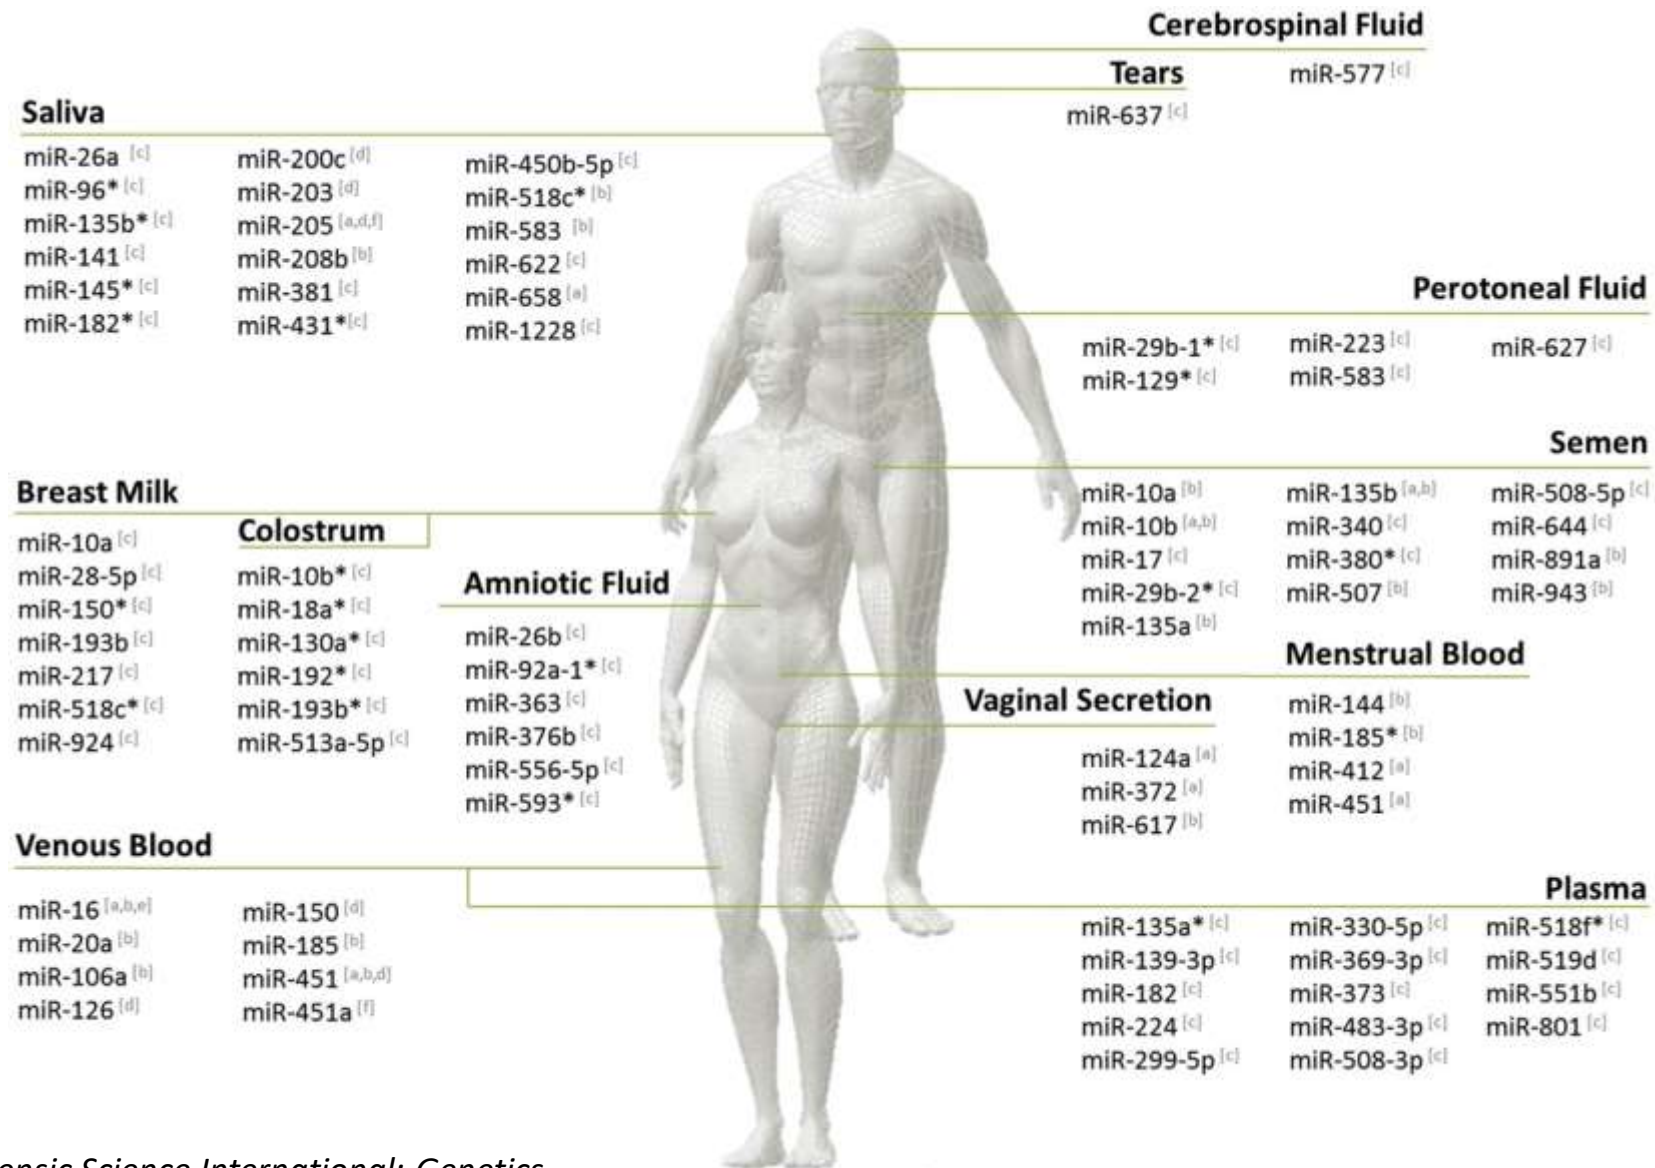 Cerebrospinal Fluid
miR-577 [c]
Tears
miR-637 [c]
Saliva
miR-26a [c]
miR-96* [c]
miR-135b* [c]
miR-141 [c]
miR-145* [c]
miR-182* [c]
miR-200c [d]
miR-203 [d]
miR-205 [a,d,f]
miR-208b [b]
miR-381 [c]
miR-431* [c]
miR-450b-5p [c]
miR-518c* [b]
miR-583 [b]
miR-622 [c]
miR-658 [a]
miR-1228 [c]
Perotoneal Fluid
miR-29b-1* [c]
miR-129* [c]
miR-223 [c]
miR-583 [c]
miR-627 [c]
Semen
miR-10a [b]
miR-10b [a,b]
miR-17 [c]
miR-29b-2* [c]
miR-135a [b]
miR-135b [a,b]
miR-340 [c]
miR-380* [c]
miR-507 [b]
miR-508-5p [c]
miR-644 [c]
miR-891a [b]
miR-943 [b]
Breast Milk
miR-10a [c]
miR-28-5p [c]
miR-150* [c]
miR-193b [c]
miR-217 [c]
miR-518c* [c]
miR-924 [c]
Colostrum
miR-10b* [c]
miR-18a* [c]
miR-130a* [c]
miR-192* [c]
miR-193b* [c]
miR-513a-5p [c]
Amniotic Fluid
miR-26b [c]
miR-92a-1* [c]
miR-363 [c]
miR-376b [c]
miR-556-5p [c]
miR-593* [c]
Menstrual Blood
miR-144 [b]
miR-185* [b]
miR-412 [a]
miR-451 [a]
Vaginal Secretion
miR-124a [a]
miR-372 [a]
miR-617 [b]
Venous Blood
miR-16 [a,b,e]
miR-20a [b]
miR-106a [b]
miR-126 [d]
miR-150 [d]
miR-185 [b]
miR-451 [a,b,d]
miR-451a [f]
Plasma
miR-135a* [c]
miR-139-3p [c]
miR-182 [c]
miR-224 [c]
miR-299-5p [c]
miR-330-5p [c]
miR-369-3p [c]
miR-373 [c]
miR-483-3p [c]
miR-508-3p [c]
miR-518f* [c]
miR-519d [c]
miR-551b [c]
miR-801 [c]
Science International: Genetics